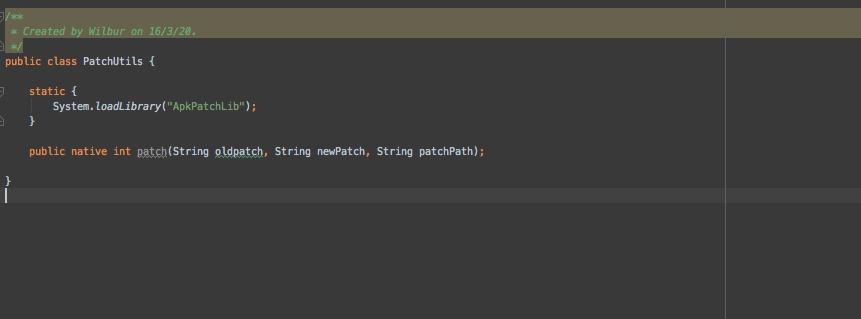 /**
 * Created by Wilbur on 16/3/20.
 */
public class PatchUtils {
static {
System.loadLibrary("ApkPatchLib");
}
public native int patch(String oldpatch, String newPatch, String patchPath);
}